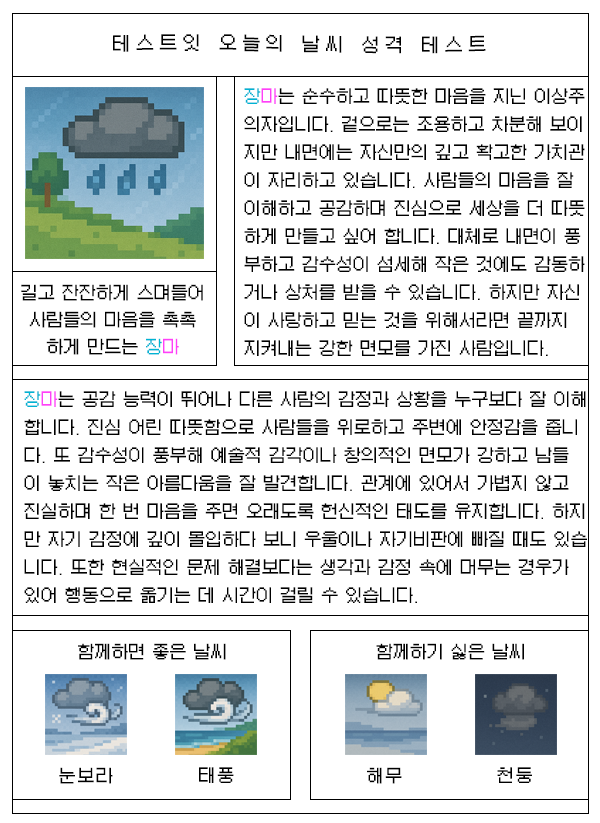 테스트잇 오늘의 날씨 성격 테스트
길고 잔잔하게 스며들어
사람들의 마음을 촉촉
하게 만드는 장마
장마는 순수하고 따뜻한 마음을 지닌 이상주
의자입니다. 겉으로는 조용하고 차분해 보이
지만 내면에는 자신만의 깊고 확고한 가치관
이 자리하고 있습니다. 사람들의 마음을 잘
이해하고 공감하며 진심으로 세상을 더 따뜻
하게 만들고 싶어 합니다. 대체로 내면이 풍
부하고 감수성이 섬세해 작은 것에도 감동하
거나 상처를 받을 수 있습니다. 하지만 자신
이 사랑하고 믿는 것을 위해서라면 끝까지
지켜내는 강한 면모를 가진 사람입니다.
장마는 공감 능력이 뛰어나 다른 사람의 감정과 상황을 누구보다 잘 이해
합니다. 진심 어린 따뜻함으로 사람들을 위로하고 주변에 안정감을 줍니
다. 또 감수성이 풍부해 예술적 감각이나 창의적인 면모가 강하고 남들
이 놓치는 작은 아름다움을 잘 발견합니다. 관계에 있어서 가볍지 않고
진실하며 한 번 마음을 주면 오래도록 헌신적인 태도를 유지합니다. 하지
만 자기 감정에 깊이 몰입하다 보니 우울이나 자기비판에 빠질 때도 있습
니다. 또한 현실적인 문제 해결보다는 생각과 감정 속에 머무는 경우가
있어 행동으로 옮기는 데 시간이 걸릴 수 있습니다.
함께하면 좋은 날씨
눈보라 태풍
함께하기 싫은 날씨
해무 천둥